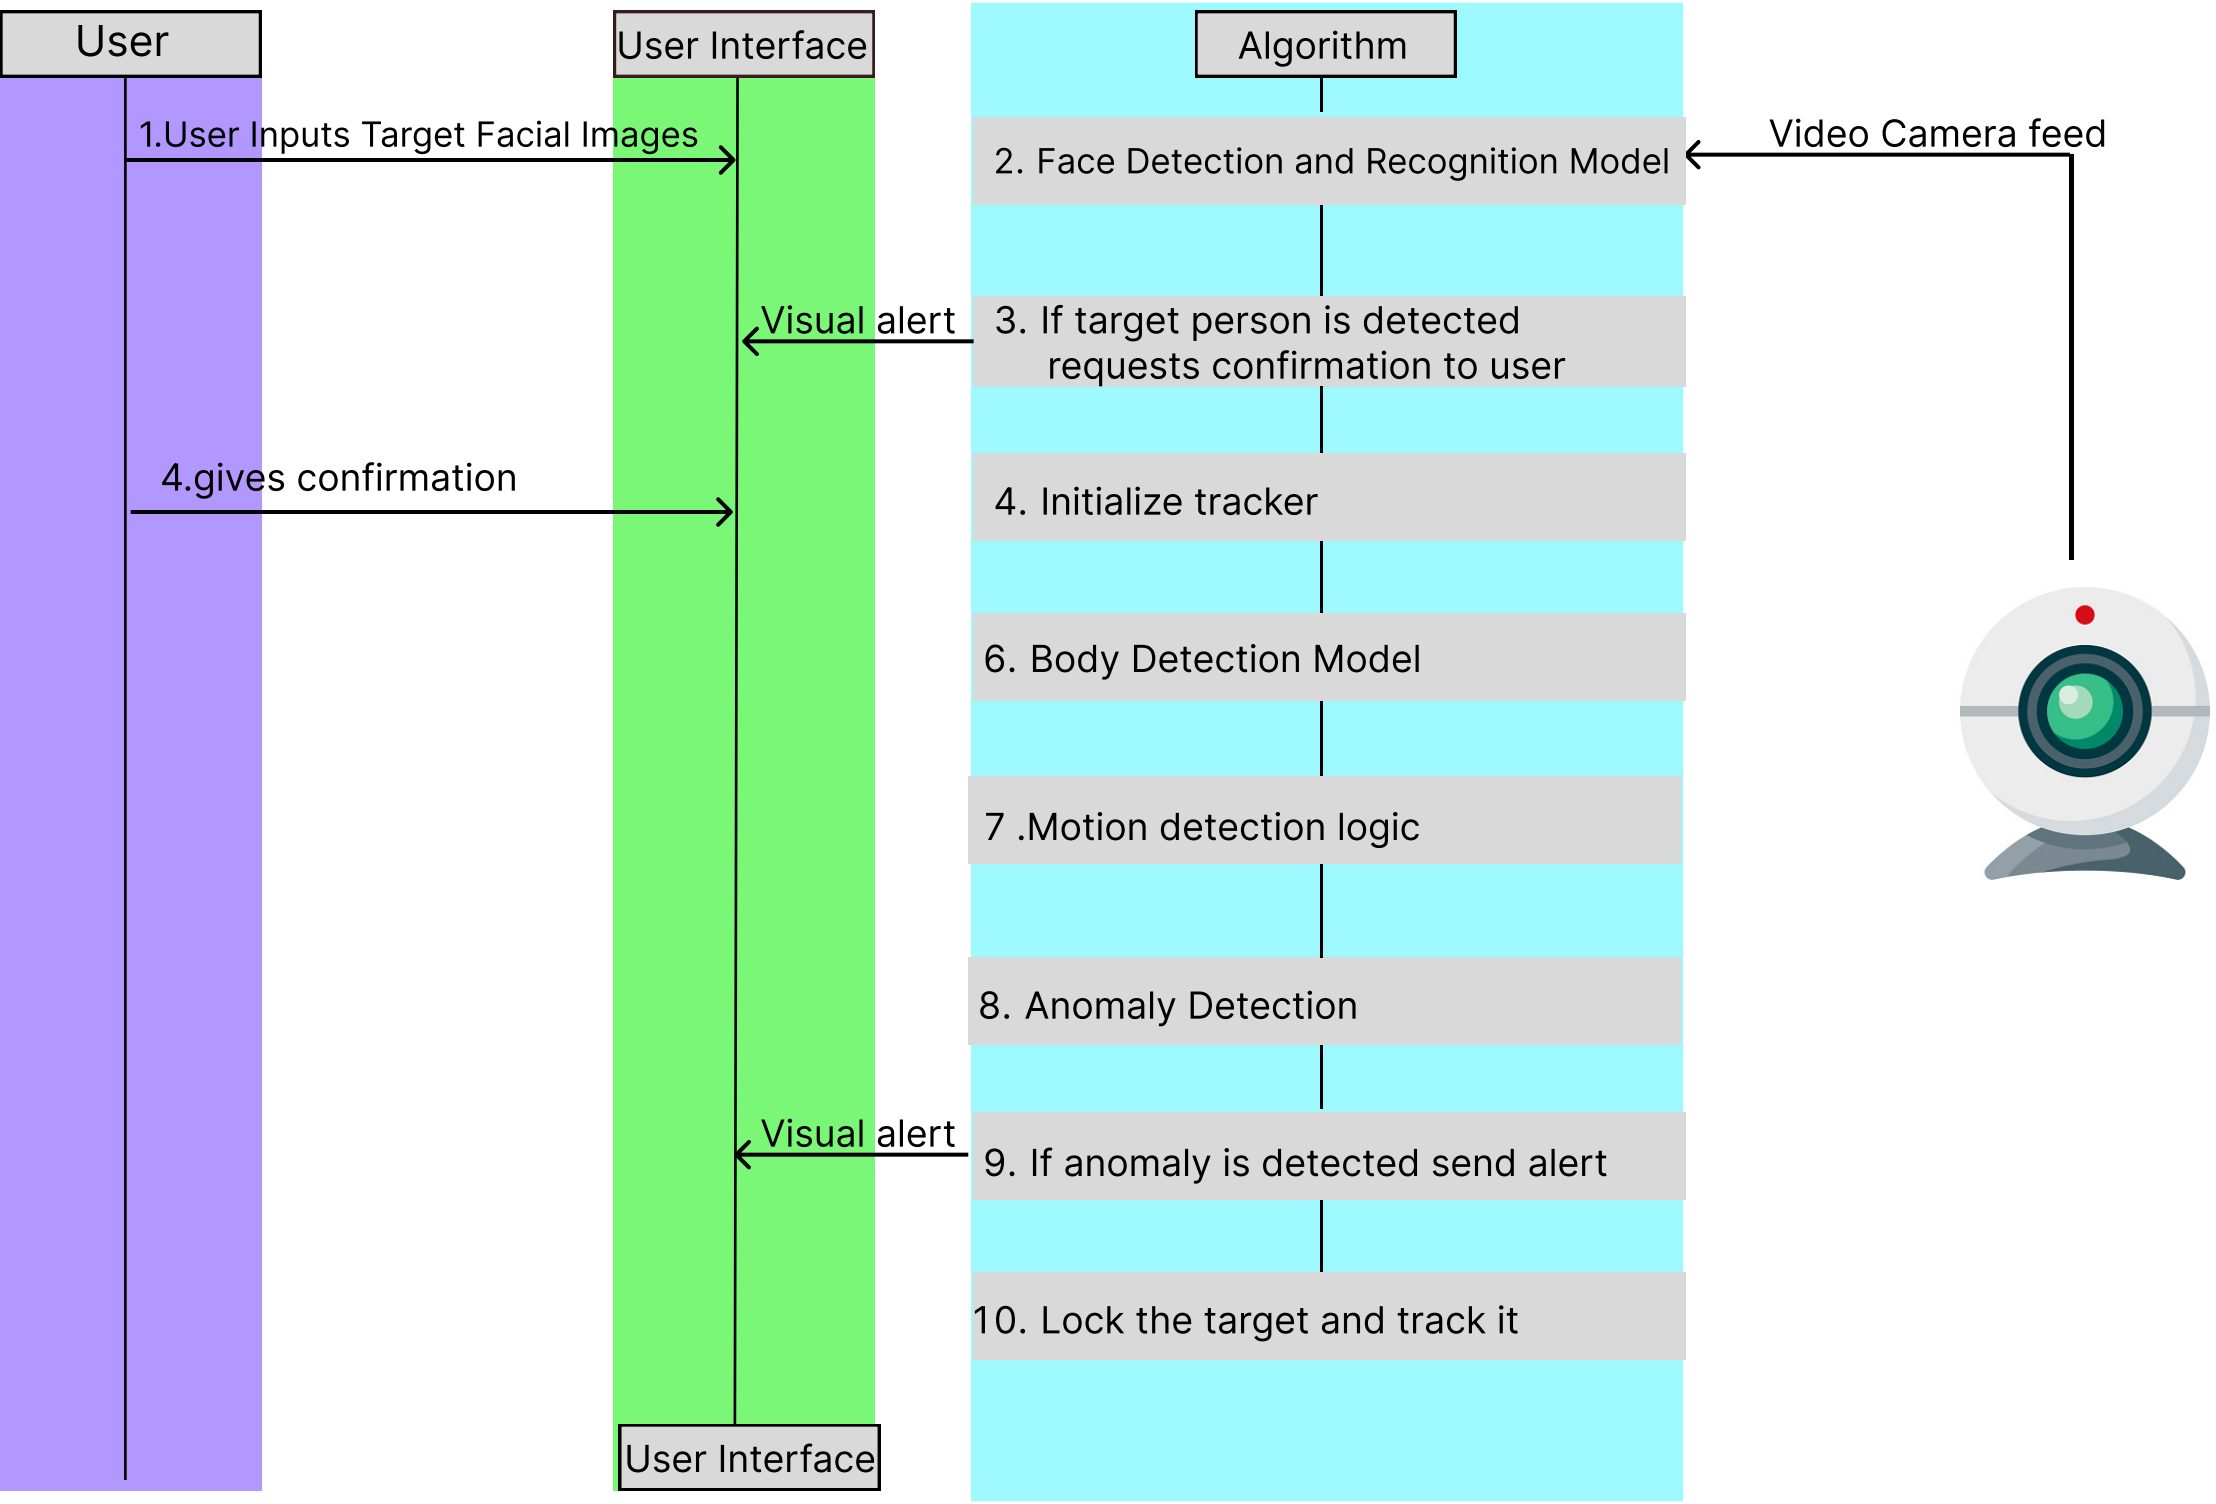 User
User Interface
Algorithm
1.User Inputs Target Facial Images
Video Camera feed
2. Face Detection and Recognition Model
Visual alert
3. If target person is detected
requests confirmation to user
4.gives confirmation
4. Initialize tracker
6. Body Detection Model
7 .Motion detection logic
8. Anomaly Detection
Visual alert
9. If anomaly is detected send alert
10. Lock the target and track it
User Interface